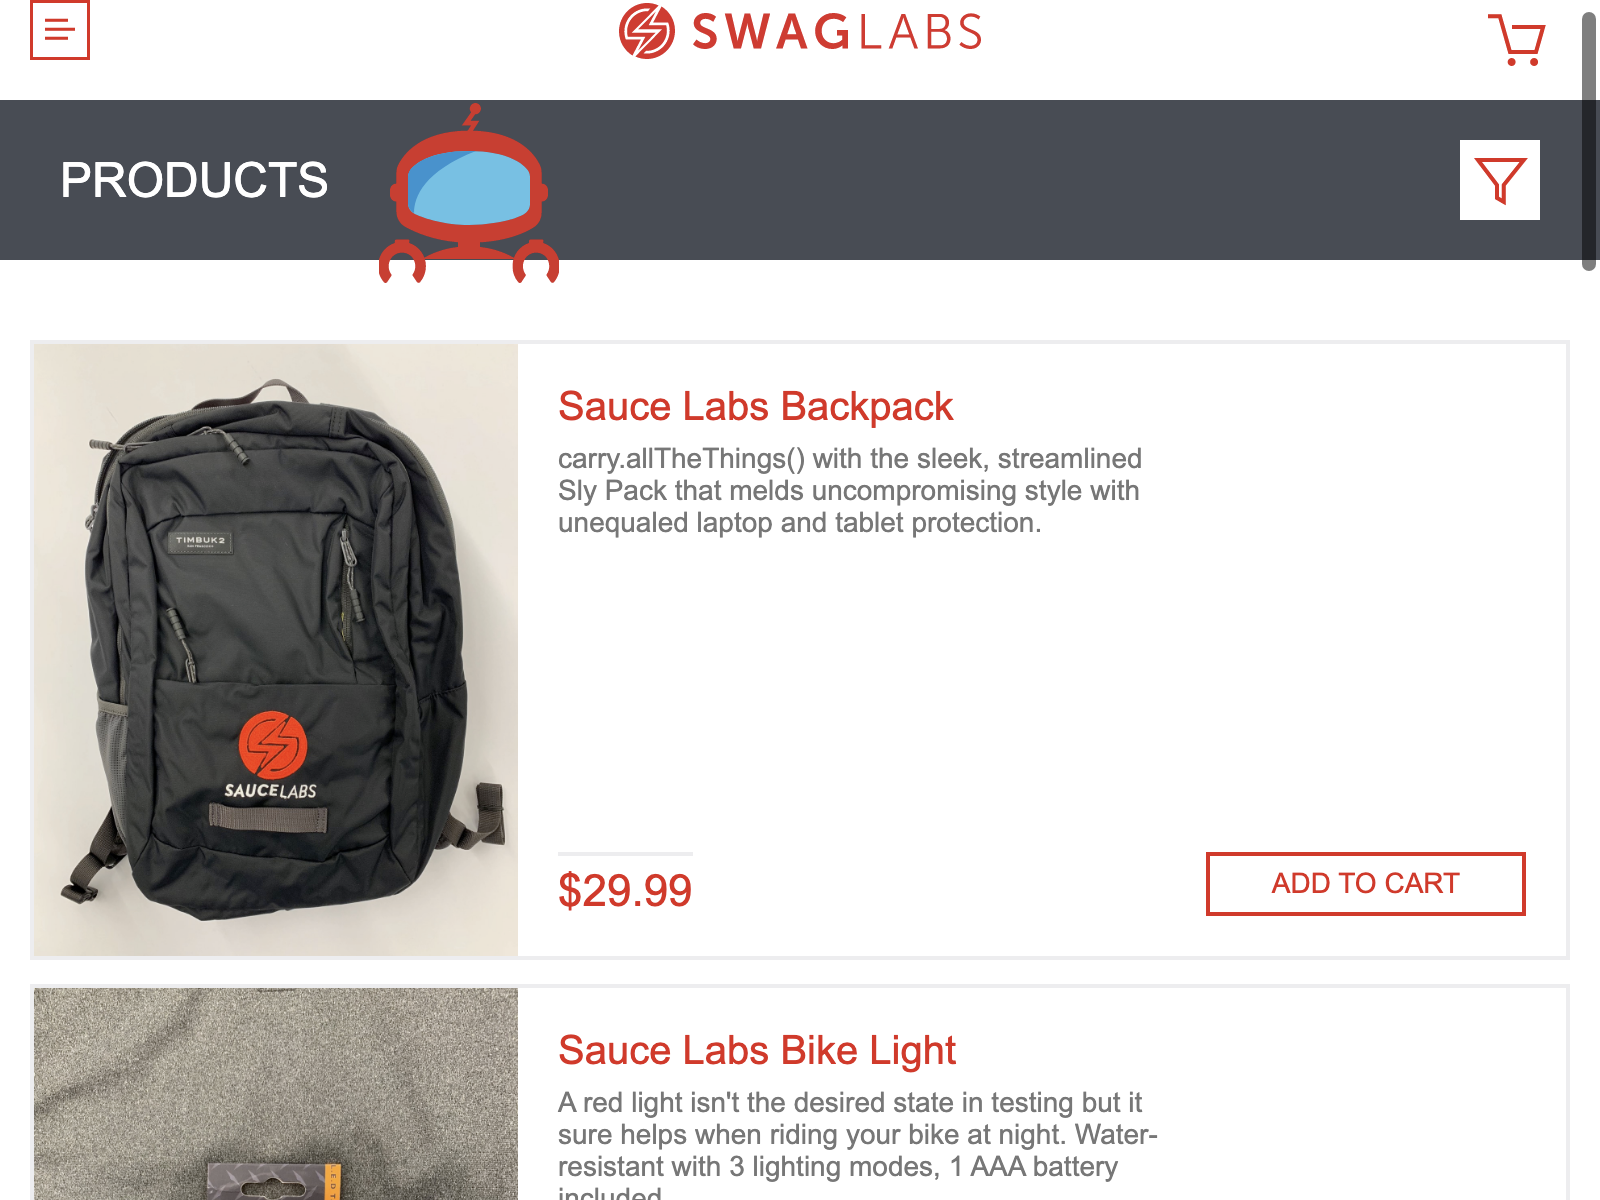 SWAGLABS
PRODUCTS
TIMBUK2
SAUCELABS
Sauce Labs Backpack
carry.allTheThings() with the sleek, streamlined
Sly Pack that melds uncompromising style with
unequaled laptop and tablet protection.
$29.99
ADD TO CART
Sauce Labs Bike Light
A red light isn't the desired state in testing but it
sure helps when riding your bike at night. Water-
resistant with 3 lighting modes, 1 AAA battery
included